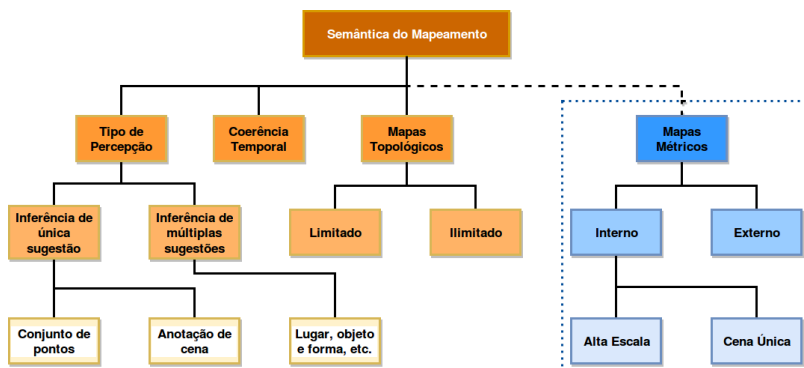 Semântica do Mapeamento
Tipo de
Percepção
Coerência
Temporal
Mapas
Topológicos
Mapas
Métricos
Inferência de
única
sugestão
Inferência de
múltiplas
sugestões
Limitado
Ilimitado
Interno
Externo
Conjunto de
pontos
Anotação de
cena
Lugar, objeto
e forma, etc.
Alta Escala
Cena Única